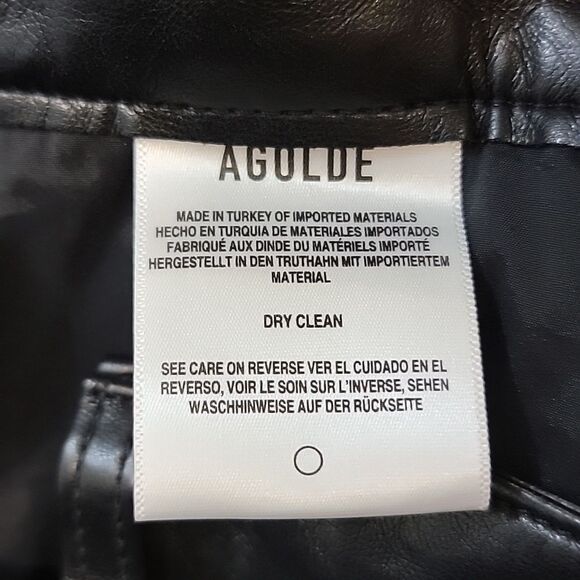 AGOLDE
MADE IN TURKEY OF IMPORTED MATERIALS
HECHO EN TURQUIA DE MATERIALES IMPORTADOS
FABRIQUÉ AUX DINDE DU MATÉRIELS IMPORTÉ
HERGESTELLT IN DEN TRUTHAHN MIT IMPORTIERTEM
MATERIAL
DRY CLEAN
SEE CARE ON REVERSE VER EL CUIDADO EN EL
REVERSO, VOIR LE SOIN SUR L'INVERSE, SEHEN
WASCHHINWEISE AUF DER RÜCKSEITE